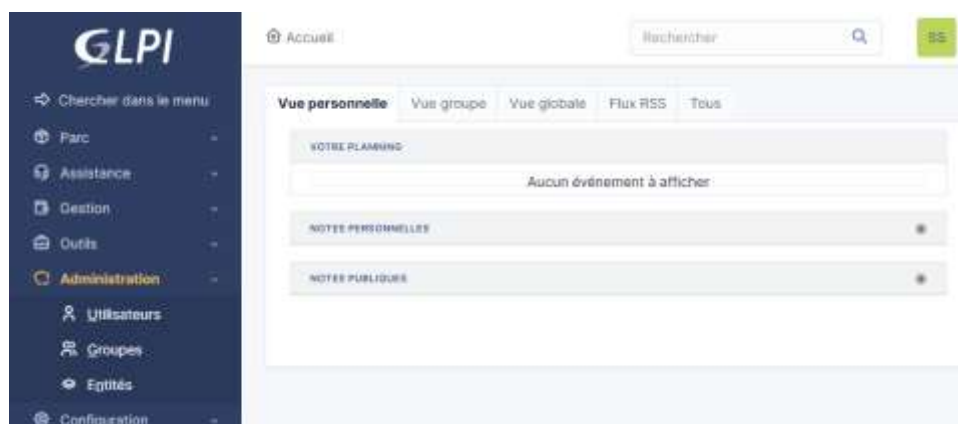 GLPI
Accueil
Rechercher
Chercher dans le menu
Vue personnelle Vue groupe Vue globale Flux RSS Tous
Parc
VOTRE PLANNING
Assistance
Aucun événement à afficher
Gestion
NOTES PERSONNELLES
Outils
Administration
NOTES PUBLIQUES
Utilisateurs
Groupes
Entités
Configuration